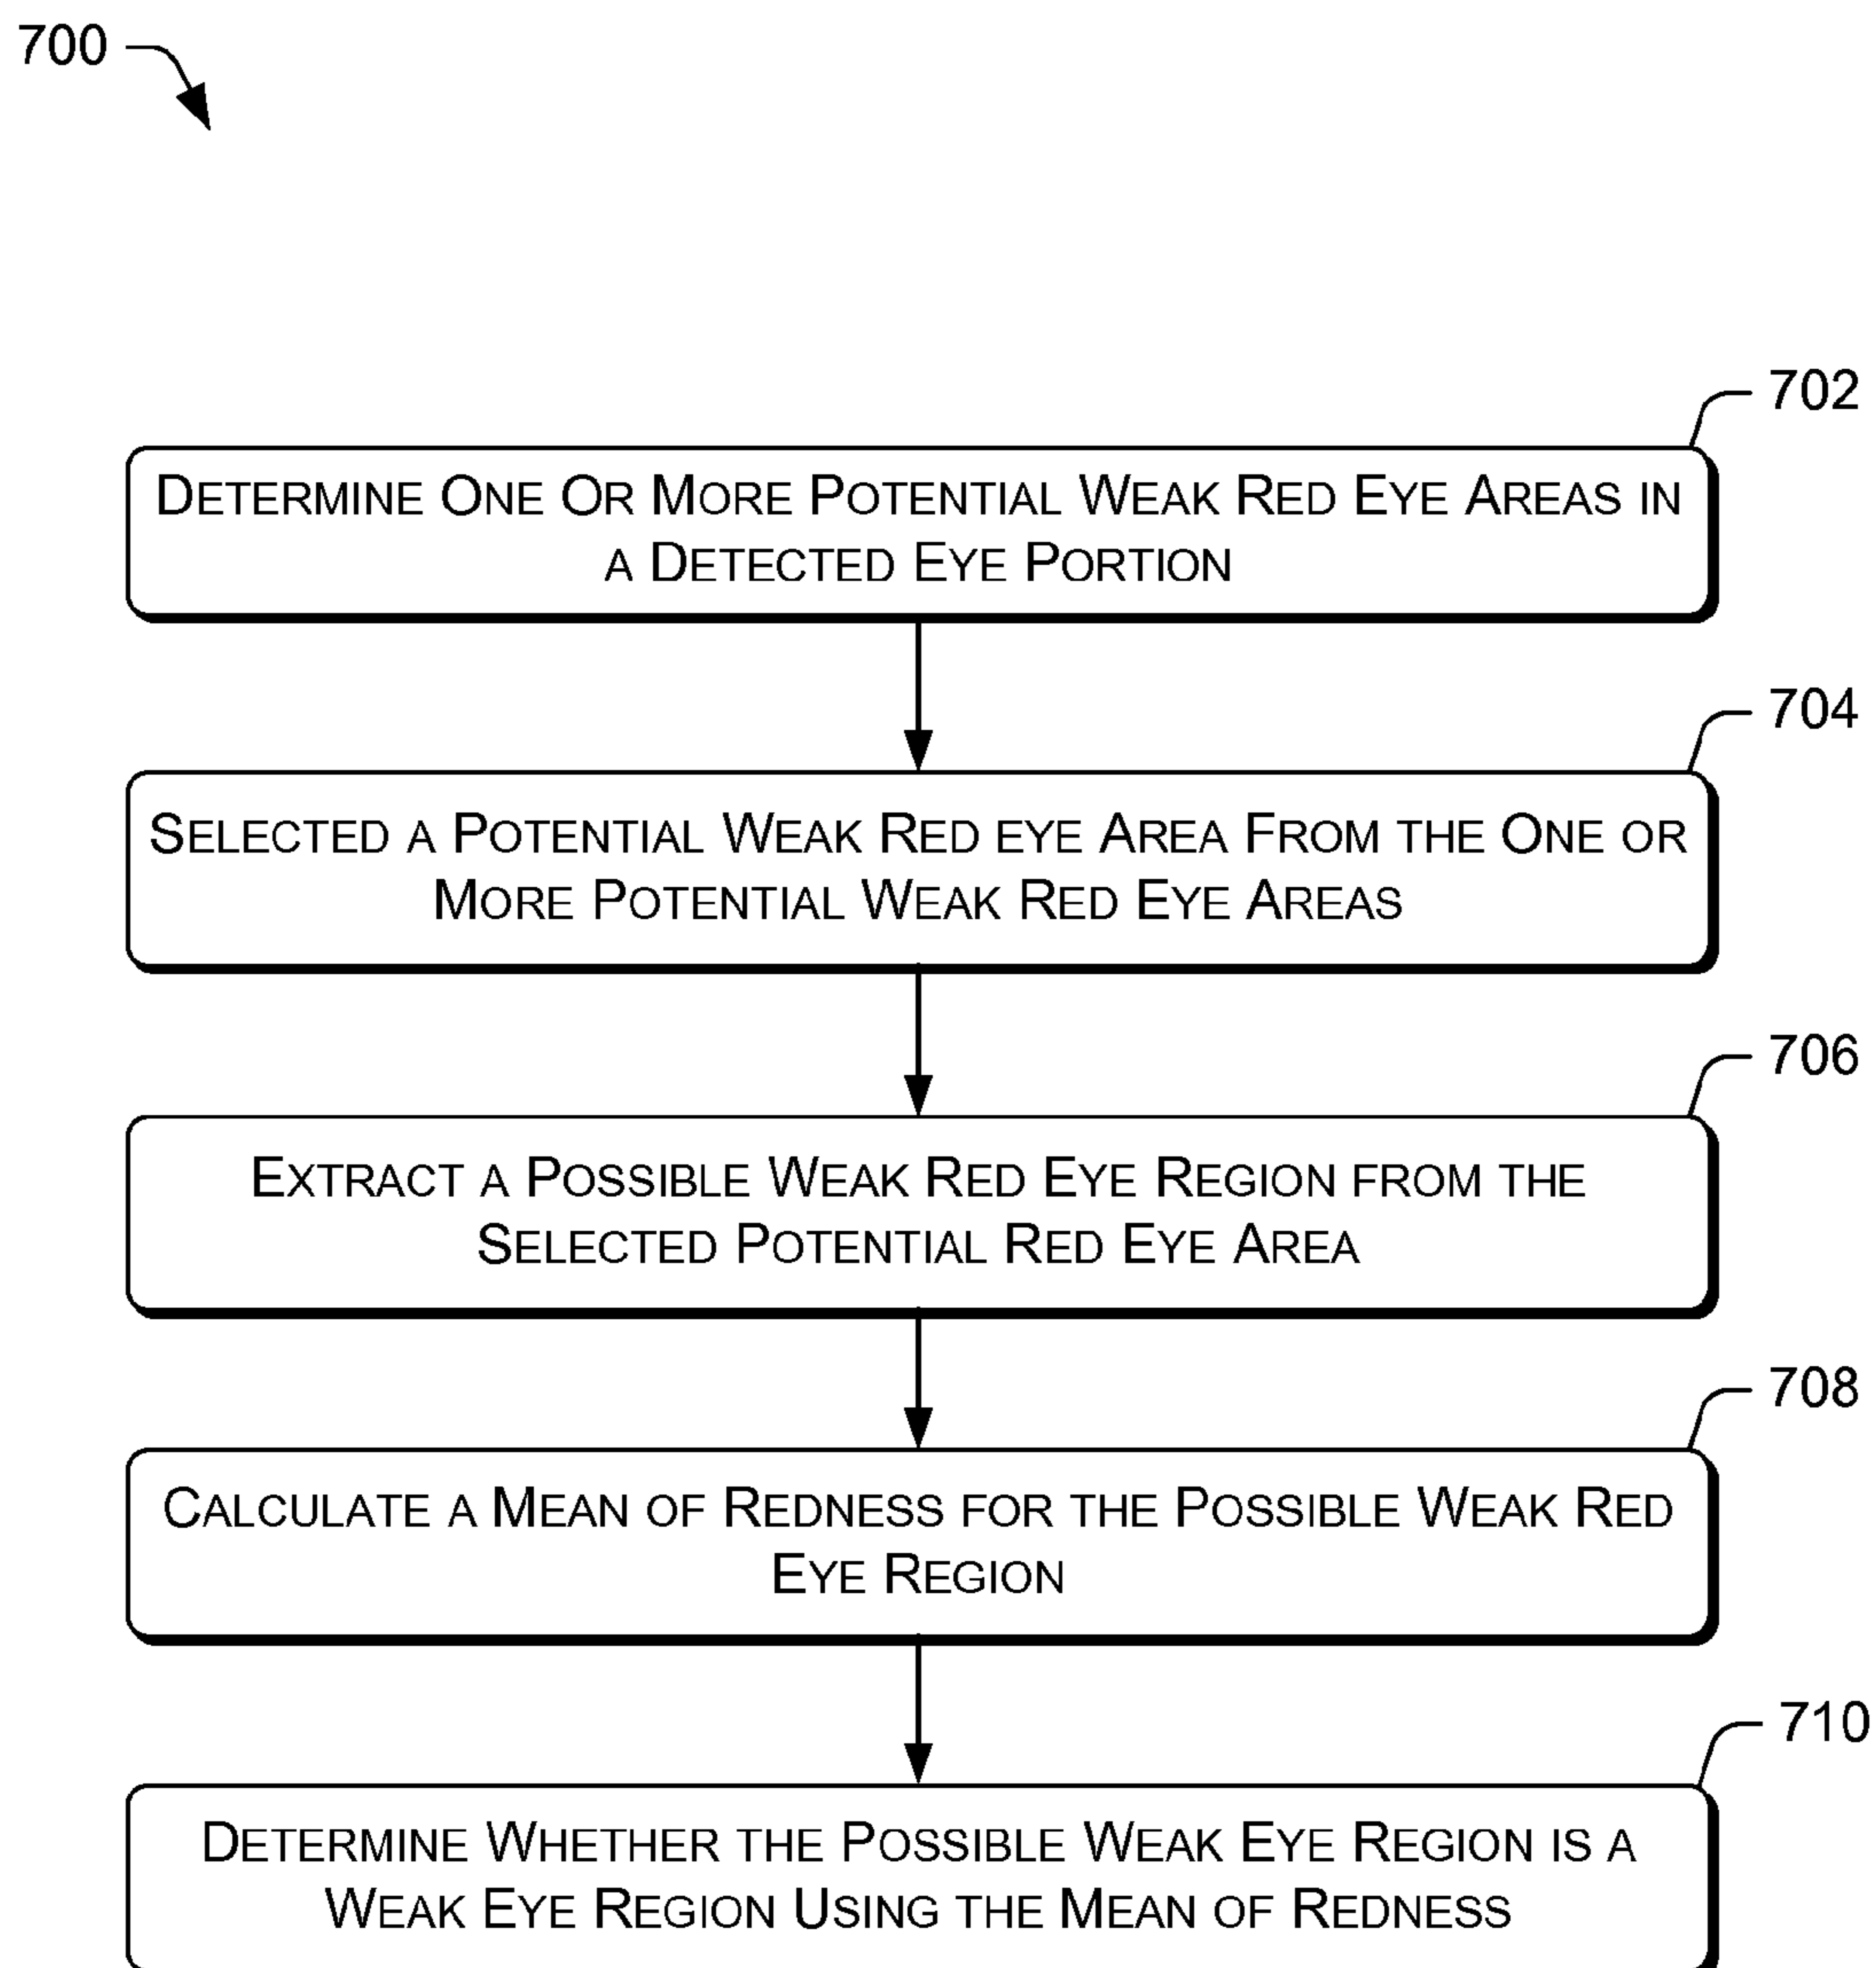 700
702
DETERMINE ONE OR MORE POTENTIAL WEAK RED EYE AREAS IN
A DETECTED EYE PORTION
704
SELECTED A POTENTIAL WEAK RED EYE AREA FROM THE ONE OR
MORE POTENTIAL WEAK RED EYE AREAS
706
EXTRACT A POSSIBLE WEAK RED EYE REGION FROM THE
SELECTED POTENTIAL RED EYE AREA
708
CALCULATE A MEAN OF REDNESS FOR THE POSSIBLE WEAK RED
EYE REGION
710
DETERMINE WHETHER THE POSSIBLE WEAK EYE REGION IS A
WEAK EYE REGION USING THE MEAN OF REDNESS